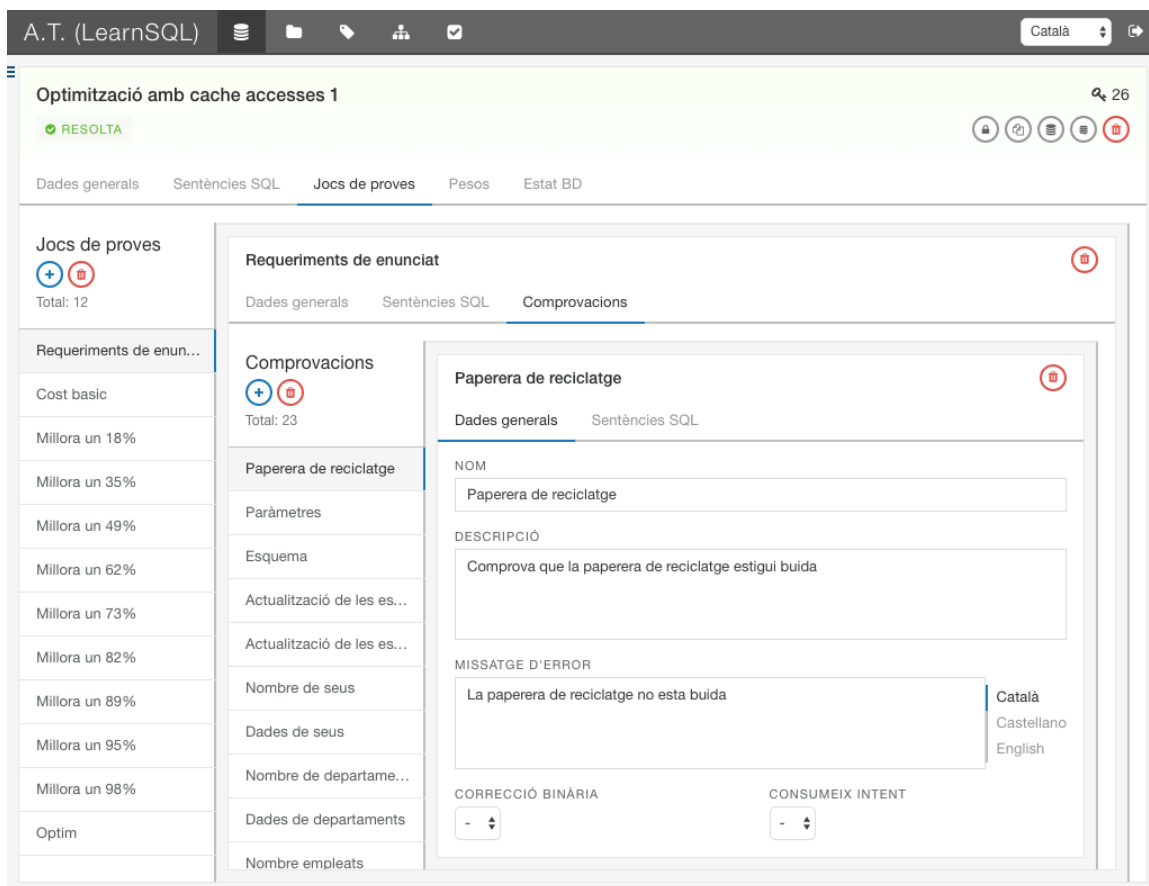 A.T. (LearnSQL)
Català
Optimització amb cache accesses 1
26
RESOLTA
Dades generals Sentències SQL Jocs de proves Pesos Estat BD
Jocs de proves
Total: 12
Requeriments de enun...
Cost basic
Millora un 18%
Millora un 35%
Millora un 49%
Millora un 62%
Millora un 73%
Millora un 82%
Millora un 89%
Millora un 95%
Millora un 98%
Optim
Requeriments de enunciat
Dades generals Sentències SQL Comprovacions
Comprovacions
Total: 23
Paperera de reciclatge
Paràmetres
Esquema
Actualització de les es...
Actualització de les es...
Nombre de seus
Dades de seus
Nombre de departame...
Dades de departaments
Nombre empleats
Paperera de reciclatge
Dades generals Sentències SQL
NOM
Paperera de reciclatge
DESCRIPCIÓ
Comprova que la paperera de reciclatge estigui buida
MISSATGE D'ERROR
La paperera de reciclatge no esta buida
Català
Castellano
English
CORRECCIÓ BINÀRIA CONSUMEIX INTENT
- -